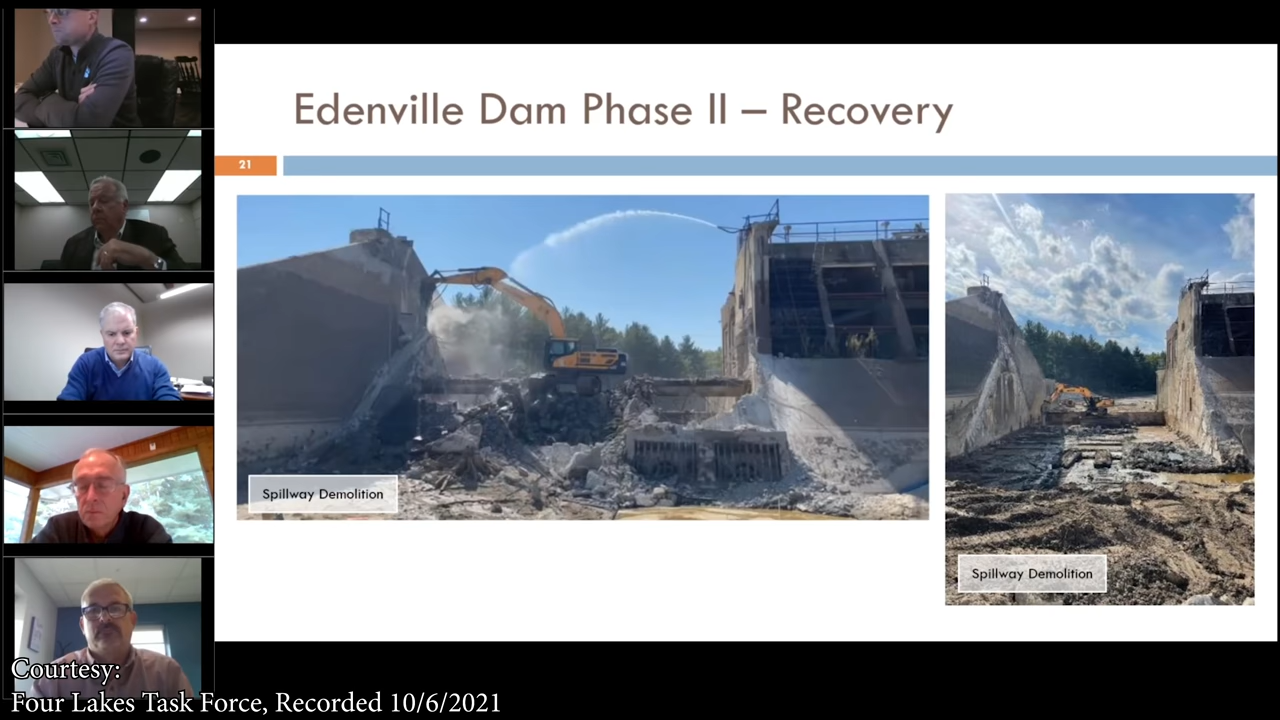 Edenville Dam Phase II – Recovery
21
Spillway Demolition
Spillway Demolition
Courtesy:
Four Lakes Task Force, Recorded 10/6/2021